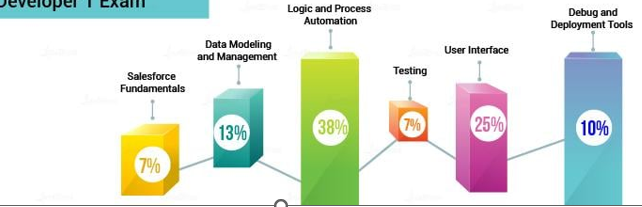 Developer 1 Exam
Salesforce
Fundamentals
7%
Data Modeling
and Management
13%
Logic and Process
Automation
38%
Testing
7%
User Interface
25%
Debug and
Deployment Tools
10%